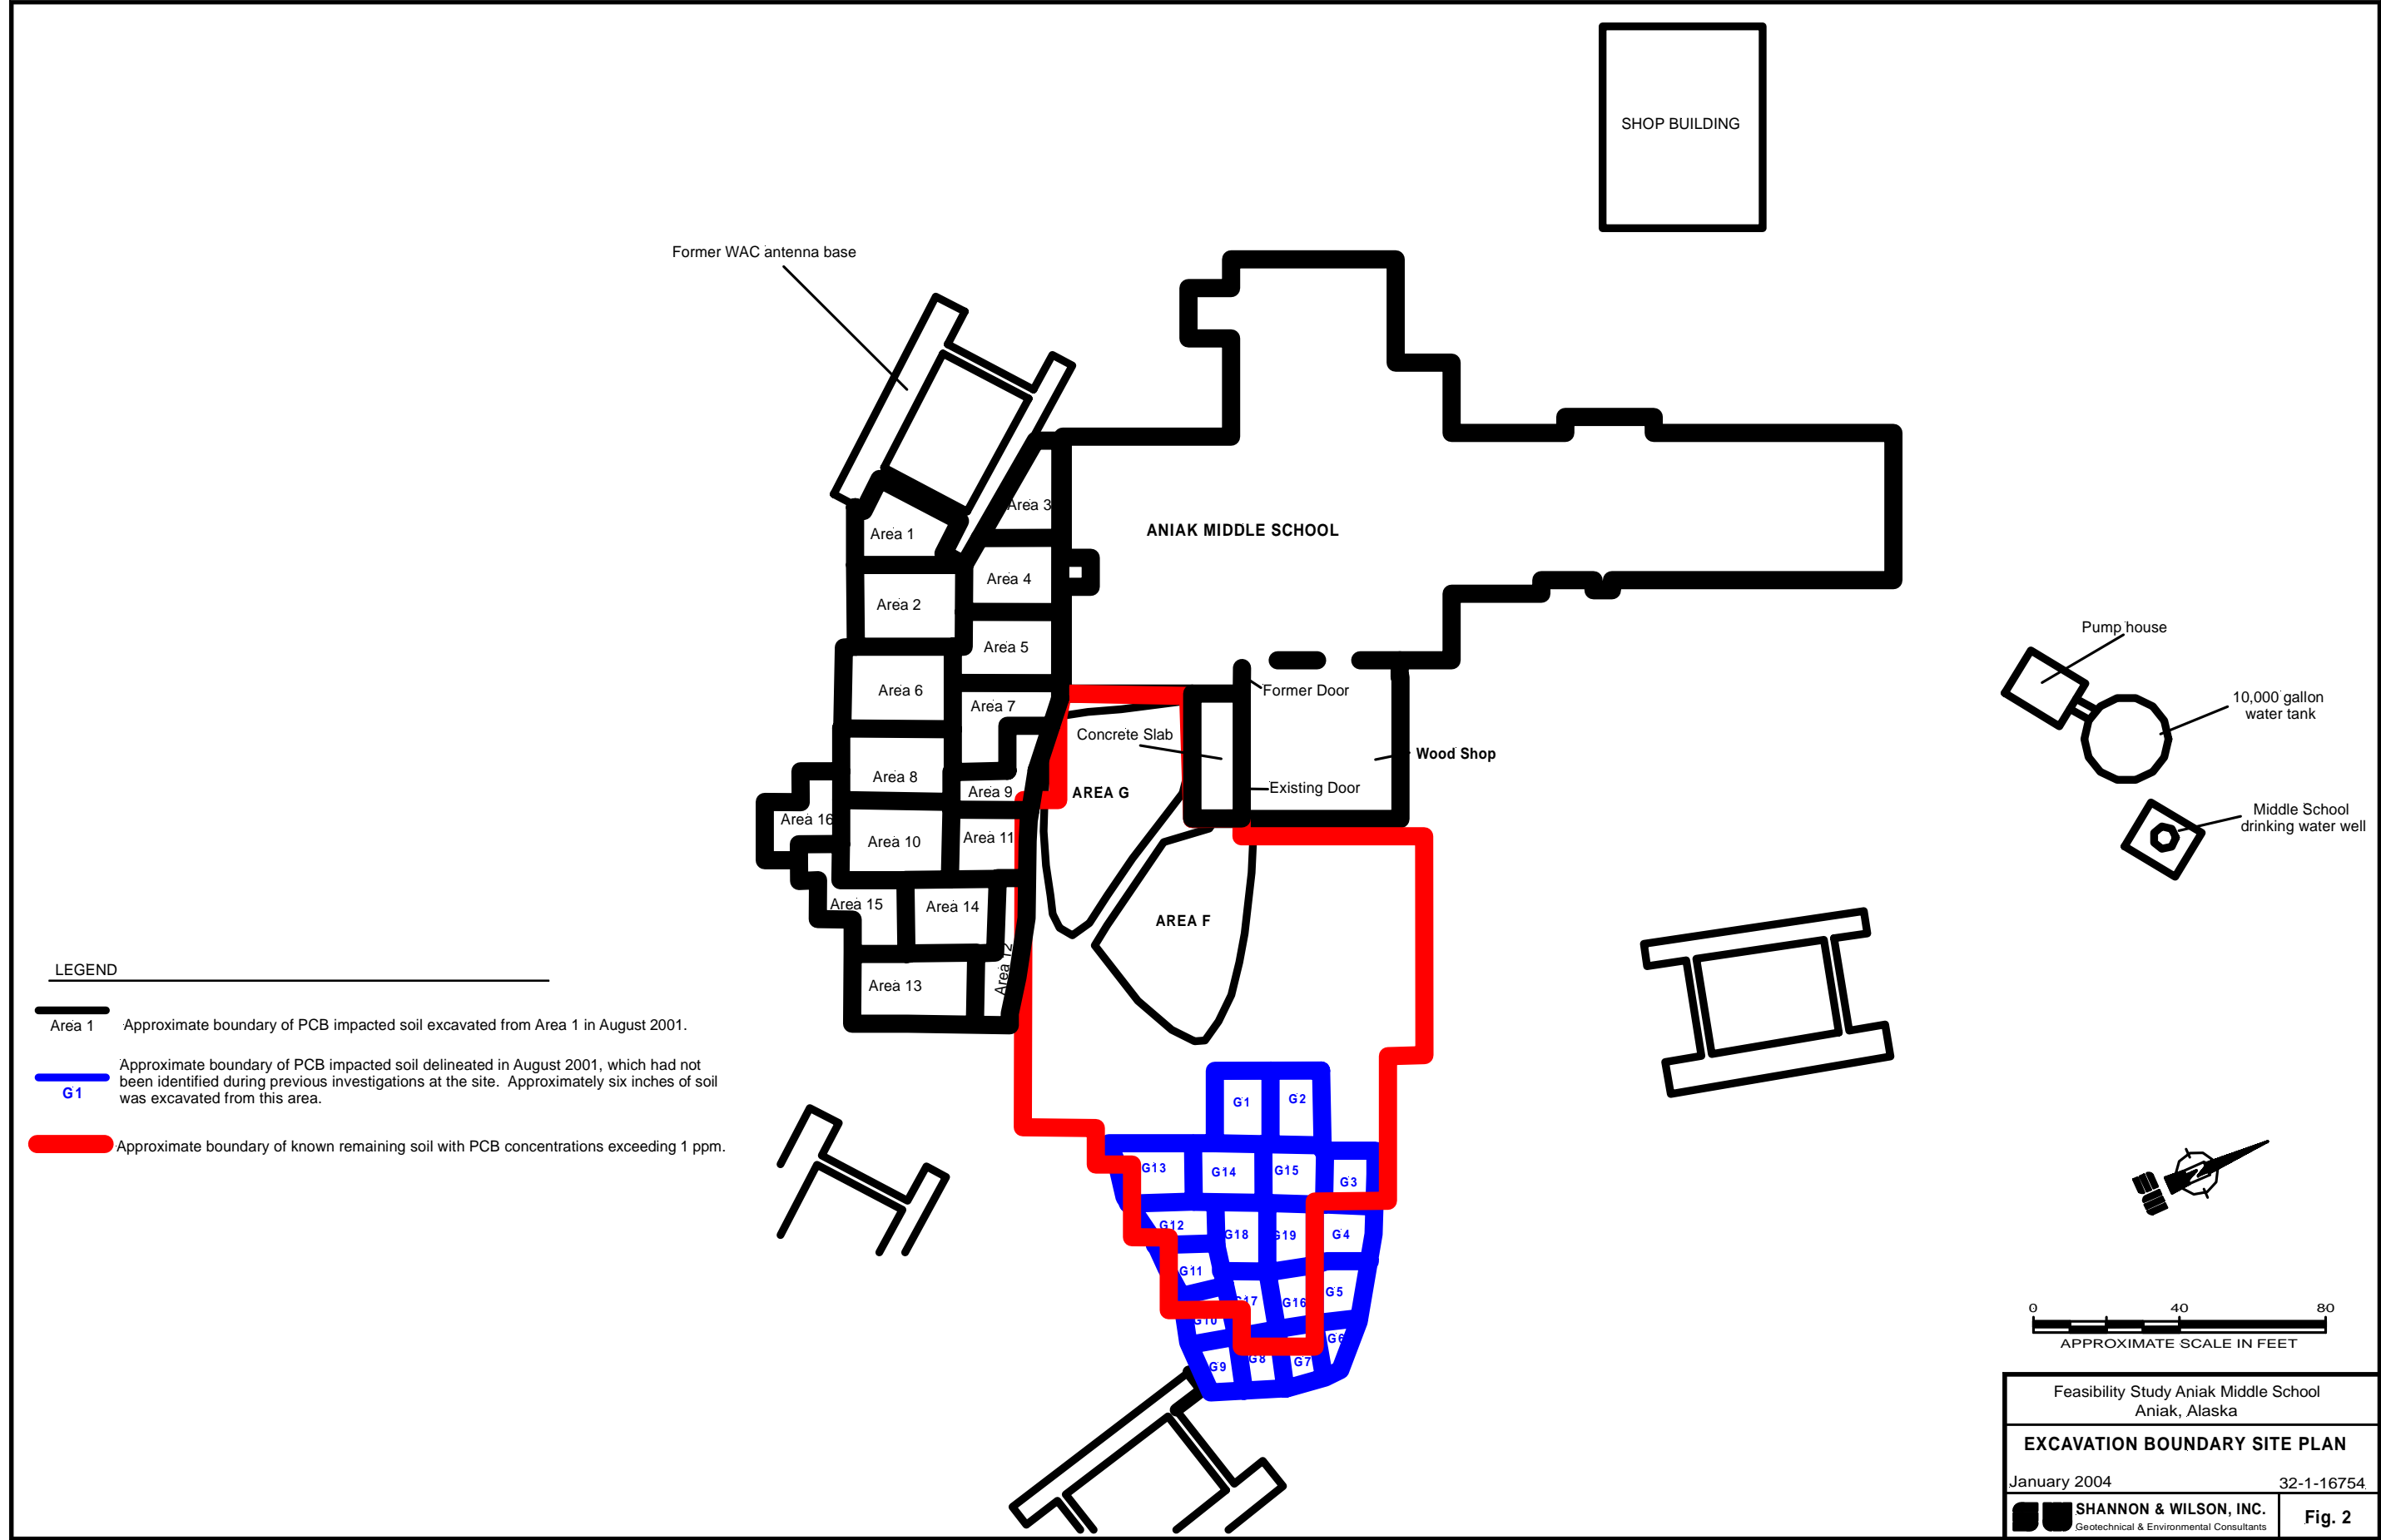 SHOP BUILDING
Former WAC antenna base
Area 3
ANIAK MIDDLE SCHOOL
Area 1
Area 4
Area 2
Area 5
Area 6
Area 7
Former Door
Pump house
10,000 gallon
water tank
Concrete Slab
Wood Shop
Area 8
Area 9
AREA G
Existing Door
Middle School
drinking water well
Area 16
Area 10
Area 11
Area 15
Area 14
AREA F
Area 12
Area 13
LEGEND
Area 1
Approximate boundary of PCB impacted soil excavated from Area 1 in August 2001.
G1
Approximate boundary of PCB impacted soil delineated in August 2001, which had not
been identified during previous investigations at the site. Approximately six inches of soil
was excavated from this area.
Approximate boundary of known remaining soil with PCB concentrations exceeding 1 ppm.
G1
G2
G13
G14
G15
G3
G12
G18
G19
G4
G11
G17
G16
G5
G10
G6
G9
G8
G7
0 40 80
APPROXIMATE SCALE IN FEET
Feasibility Study Aniak Middle School
Aniak, Alaska
EXCAVATION BOUNDARY SITE PLAN
January 2004
32-1-16754
SHANNON & WILSON, INC.
Geotechnical & Environmental Consultants
Fig. 2